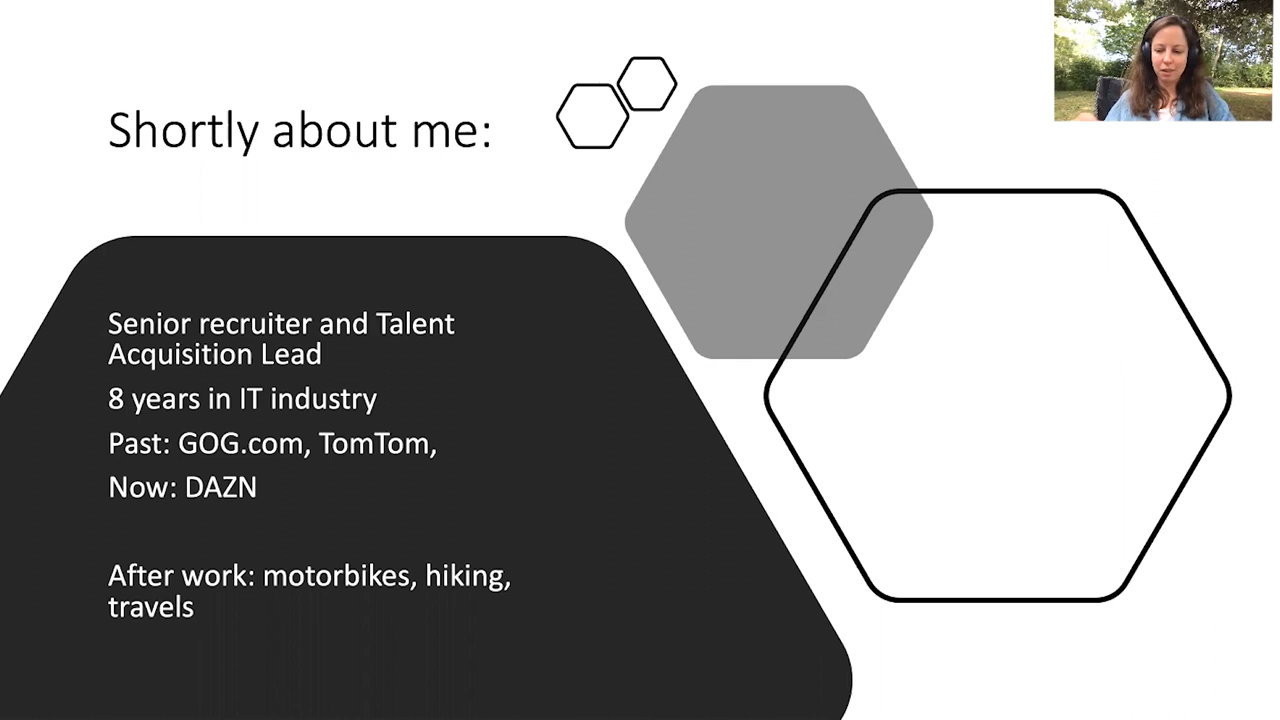 Shortly about me:
Senior recruiter and Talent
Acquisition Lead
8 years in IT industry
Past: GOG.com, TomTom,
Now: DAZN
After work: motorbikes, hiking,
travels